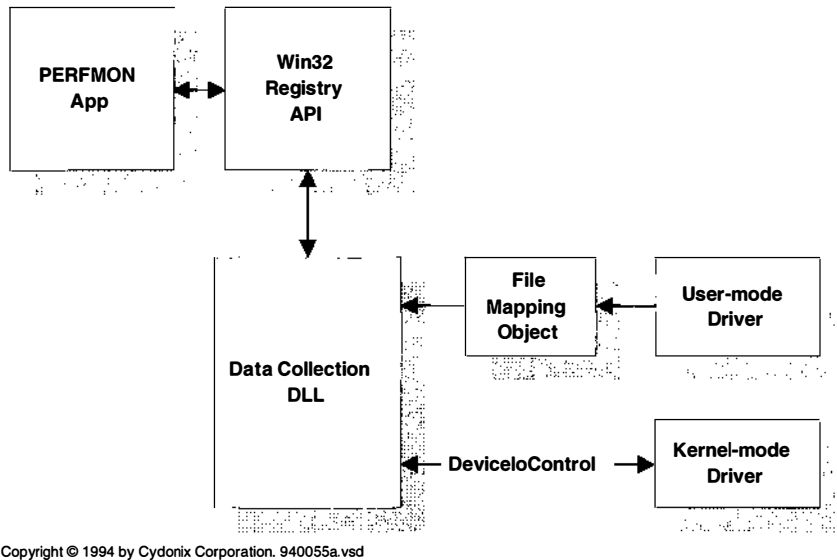 PERFMON
App
Win32
Registry
API
File
Mapping
Object
User-mode
Driver
Data Collection
DLL
DeviceIoControl
Kernel-mode
Driver
Copyright © 1994 by Cydonix Corporation. 940055a.vsd